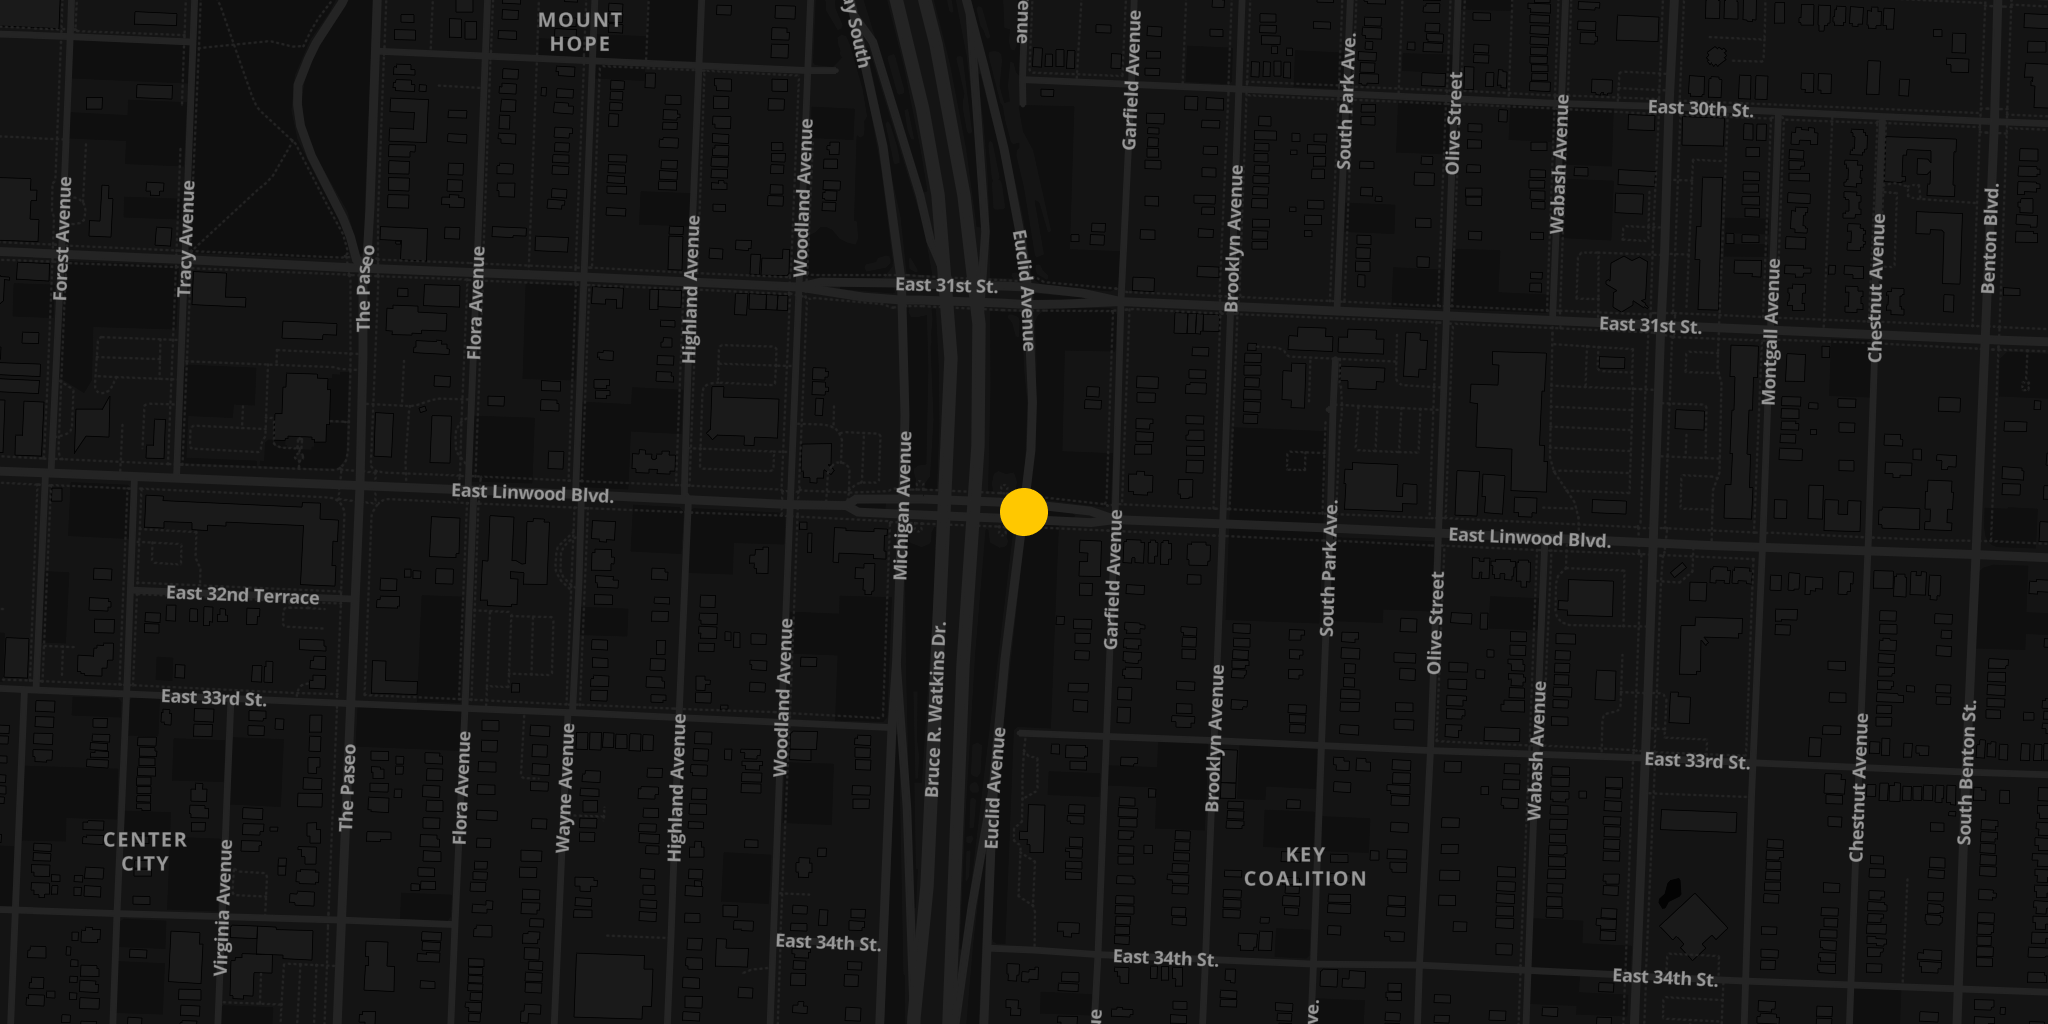 MOUNT
HOPE
ay South
enue
Garfield Avenue
South Park Ave.
Olive Street
Wabash Avenue
East 30th St.
Forest Avenue
Tracy Avenue
The Paseo
Flora Avenue
Highland Avenue
Woodland Avenue
Euclid Avenue
Brooklyn Avenue
Chestnut Avenue
Benton Blvd.
East 31st St.
East 31st St.
Montgall Avenue
East Linwood Blvd.
Michigan Avenue
East Linwood Blvd.
Garfield Avenue
South Park Ave.
Olive Street
East 32nd Terrace
Woodland Avenue
Bruce R. Watkins Dr.
East 33rd St.
Brooklyn Avenue
Wabash Avenue
East 33rd St.
The Paseo
Flora Avenue
Wayne Avenue
Highland Avenue
Euclid Avenue
Chestnut Avenue
South Benton St.
CENTER
CITY
Virginia Avenue
KEY
COALITION
East 34th St.
East 34th St.
East 34th St.
ue
ve.